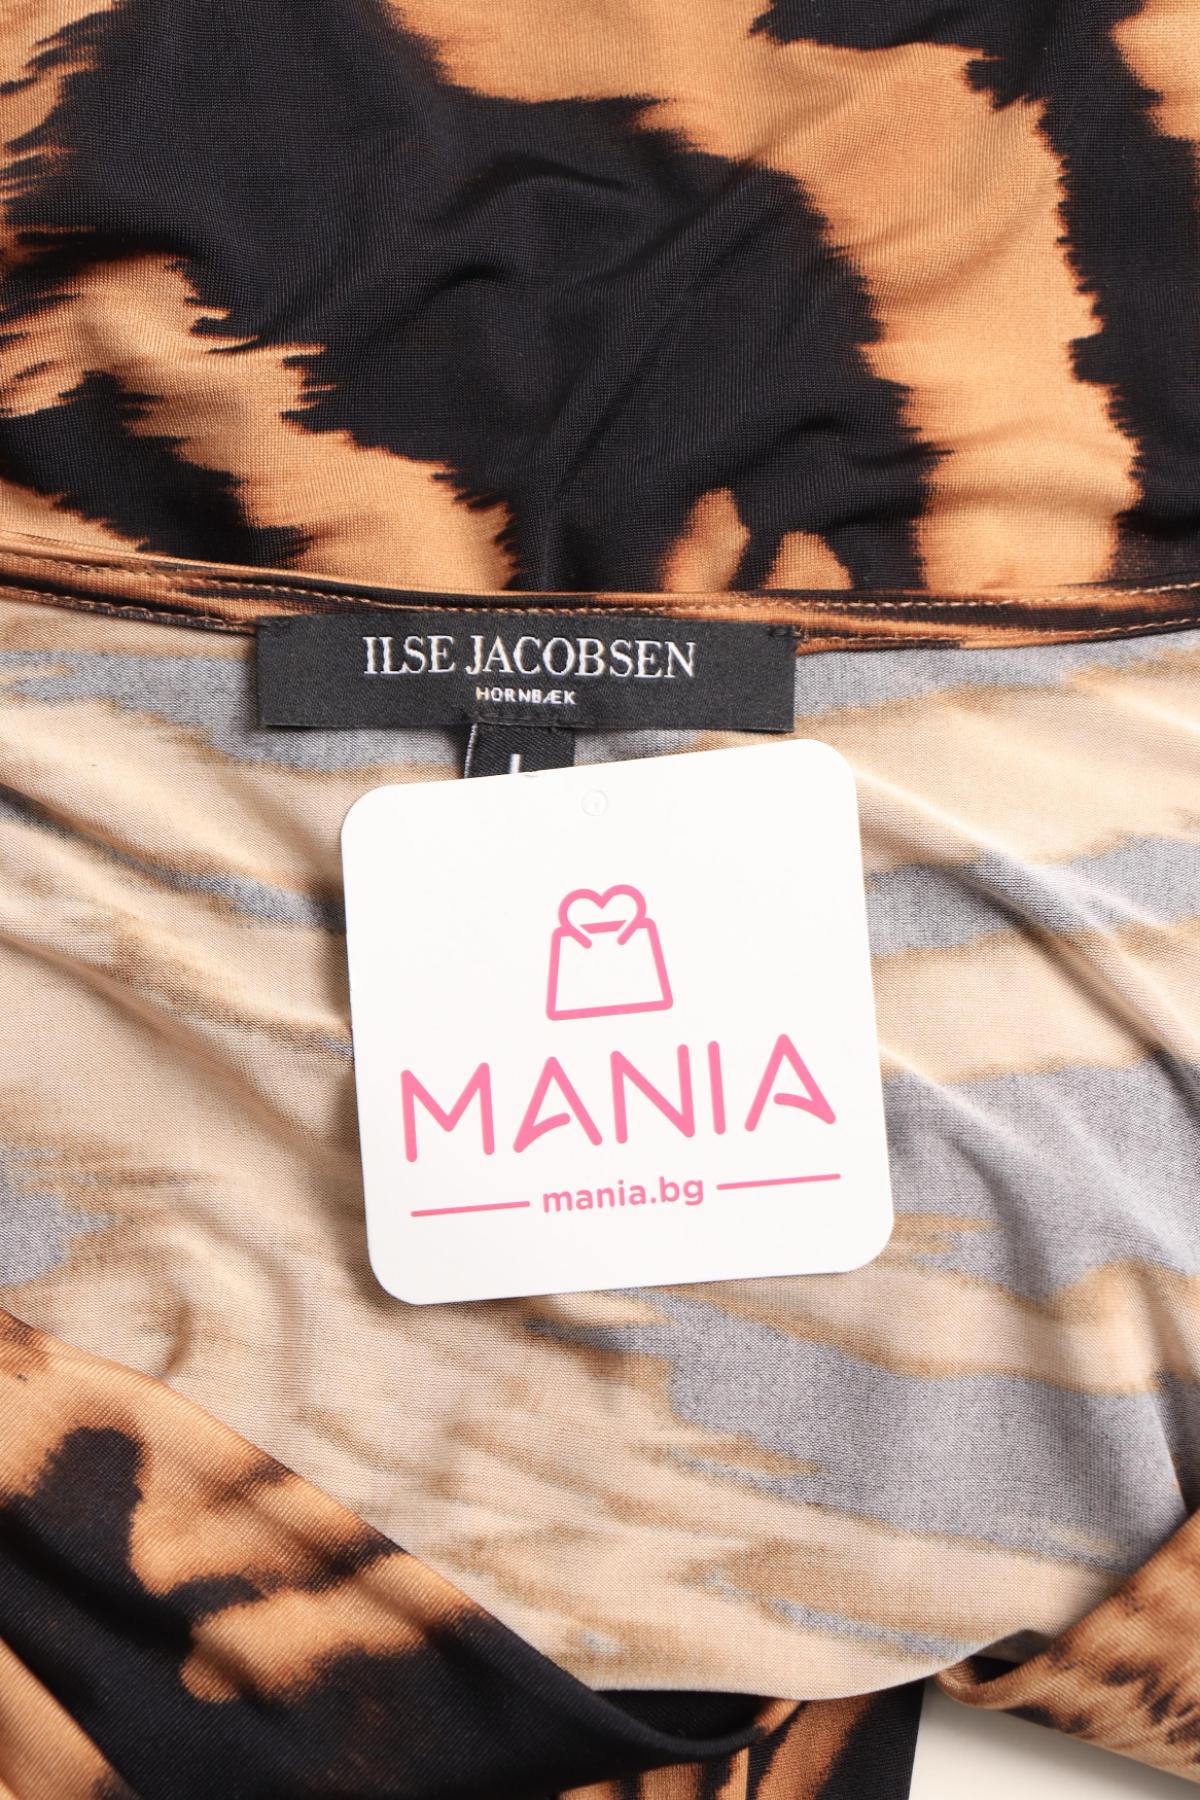 ILSE JACOBSEN
HORNBÆK
MANIA
mania.bg